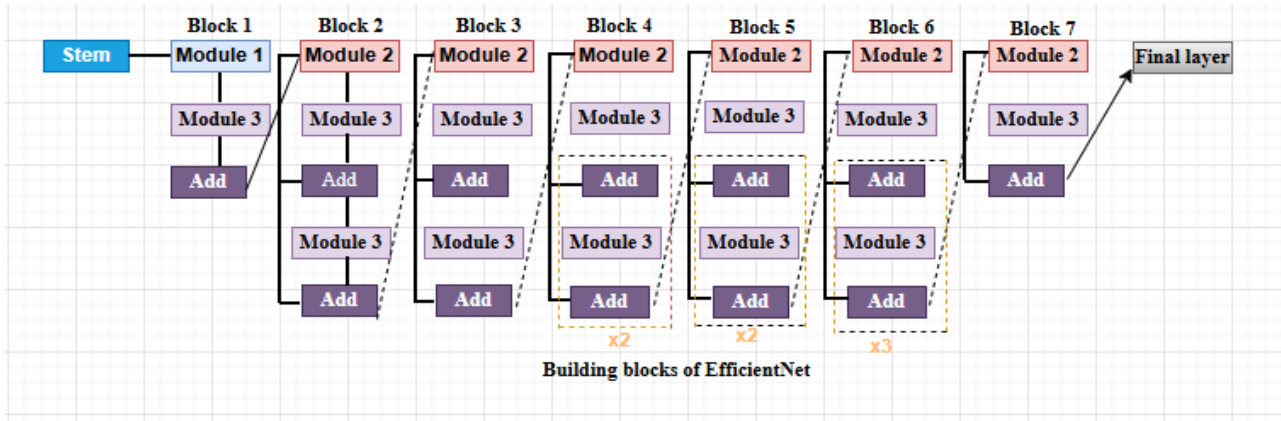 Block 1
Block 2
Block 3
Block 4
Block 5
Block 6
Block 7
Stem
Module 1
Module 2
Module 2
Module 2
Module 2
Module 2
Module 2
Final layer
Module 3
Module 3
Module 3
Module 3
Module 3
Module 3
Module 3
Add
Add
Add
Add
Add
Add
Add
Module 3
Module 3
Module 3
Module 3
Module 3
Add
Add
Add
Add
Add
x2
x2
x3
Building blocks of EfficientNet